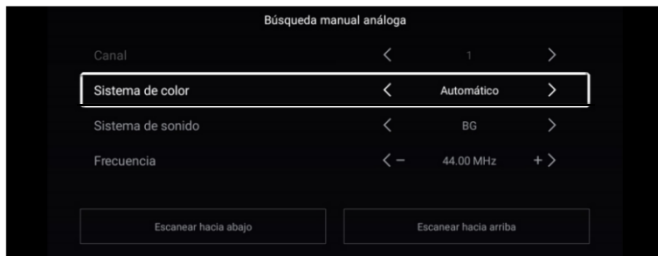 Búsqueda manual análoga
Canal 1
Sistema de color Automático
Sistema de sonido BG
Frecuencia − 44.00 MHz +
Escanear hacia abajo Escanear hacia arriba